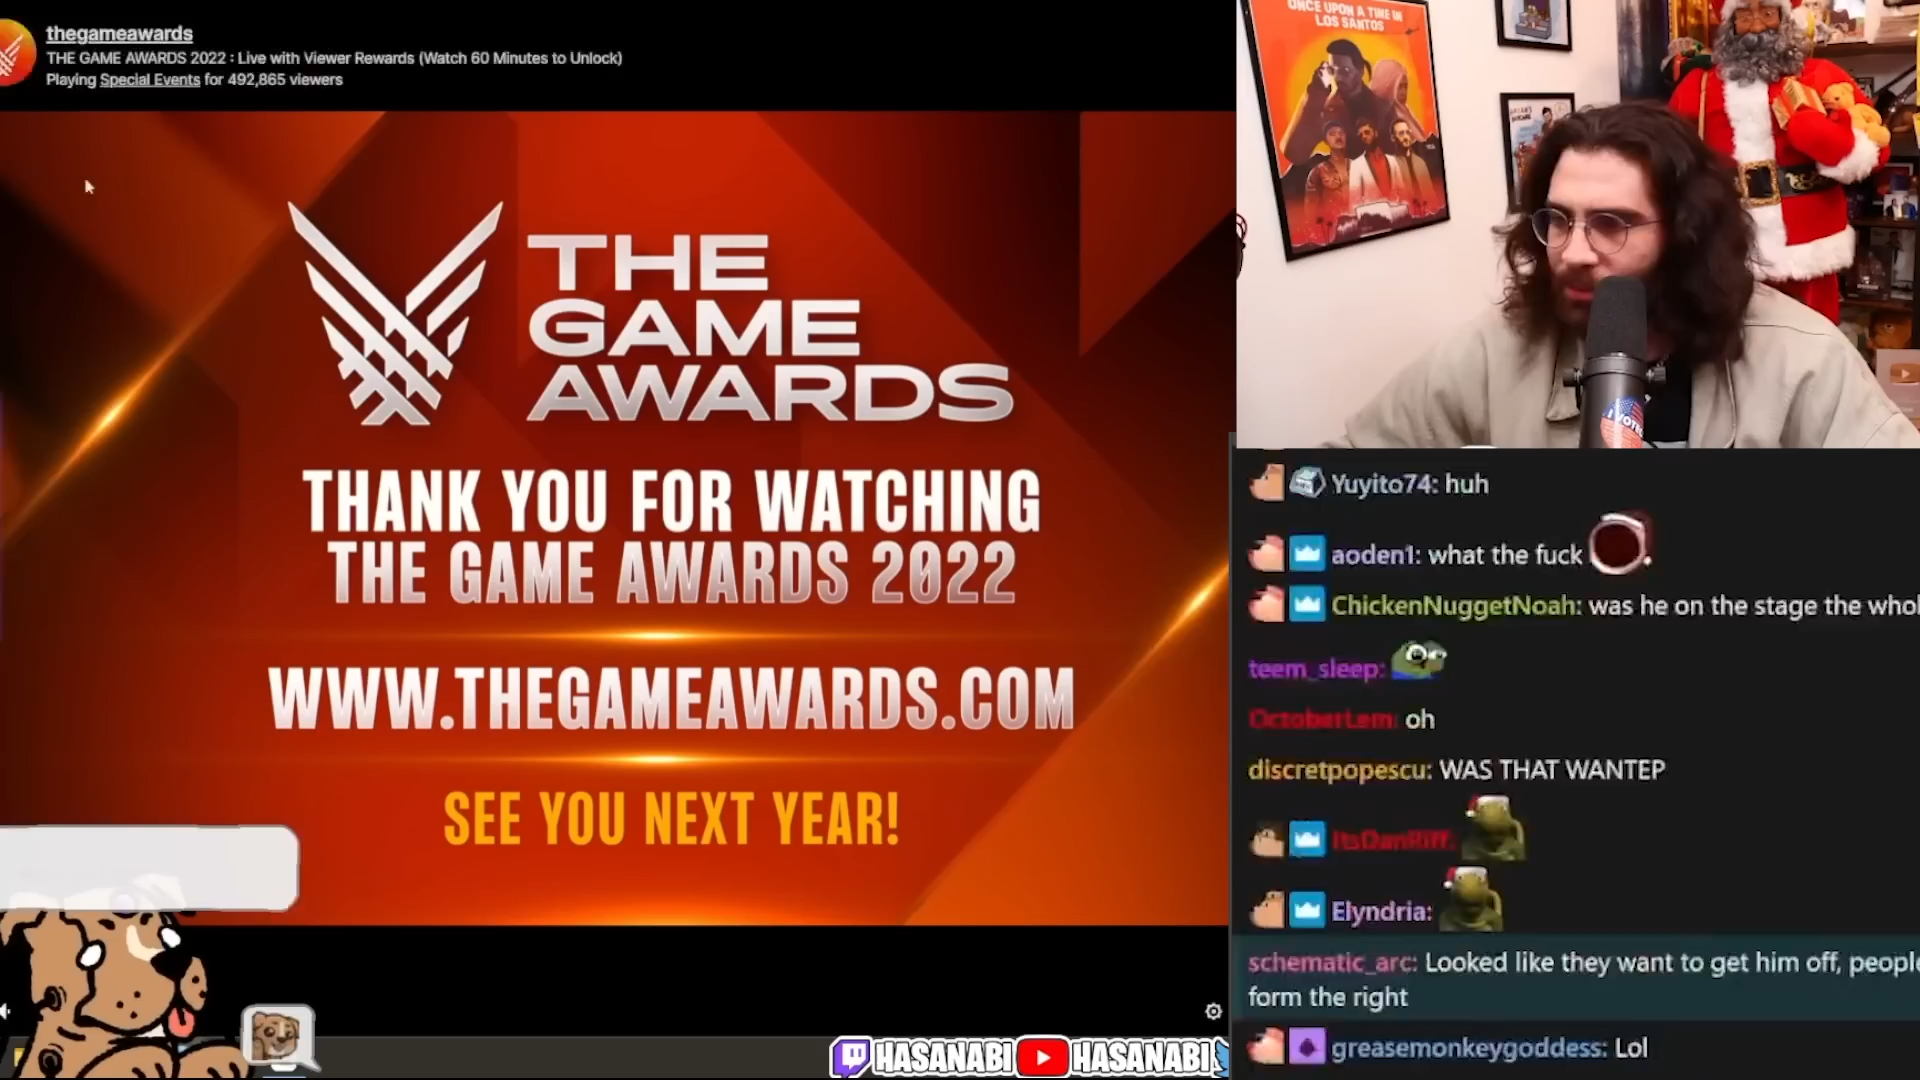 thegameawards
THE GAME AWARDS 2022 : Live with Viewer Rewards (Watch 60 Minutes to Unlock)
Playing Special Events for 492,865 viewers
THE
GAME
AWARDS
THANK YOU FOR WATCHING
THE GAME AWARDS 2022
WWW.THEGAMEAWARDS.COM
SEE YOU NEXT YEAR!
HASANABI HASANABI
ONCE UPON A TIME IN
LOS SANTOS
I VOTED
Yuyito74: huh
aoden1: what the fuck
ChickenNuggetNoah: was he on the stage the whol
teem_sleep:
OctoberLem: oh
discretpopescu: WAS THAT WANTEP
ItsDanRiff:
Elyndria:
schematic_arc: Looked like they want to get him off, people
form the right
greasemonkeygoddess: Lol